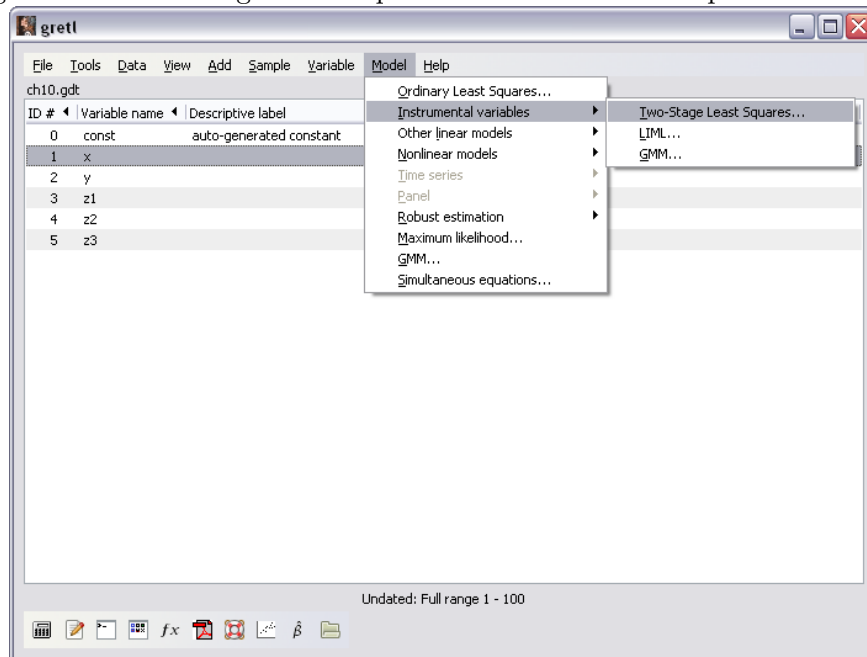 gretl
File Tools Data View Add Sample Variable Model Help
ch10.gdt
ID # Variable name Descriptive label
0 const auto-generated constant
1 x
2 y
3 z1
4 z2
5 z3
Ordinary Least Squares...
Instrumental variables
Other linear models
Nonlinear models
Time series
Panel
Robust estimation
Maximum likelihood...
GMM...
Simultaneous equations...
Two-Stage Least Squares...
LIML...
GMM...
Undated: Full range 1 - 100
fx
β̂